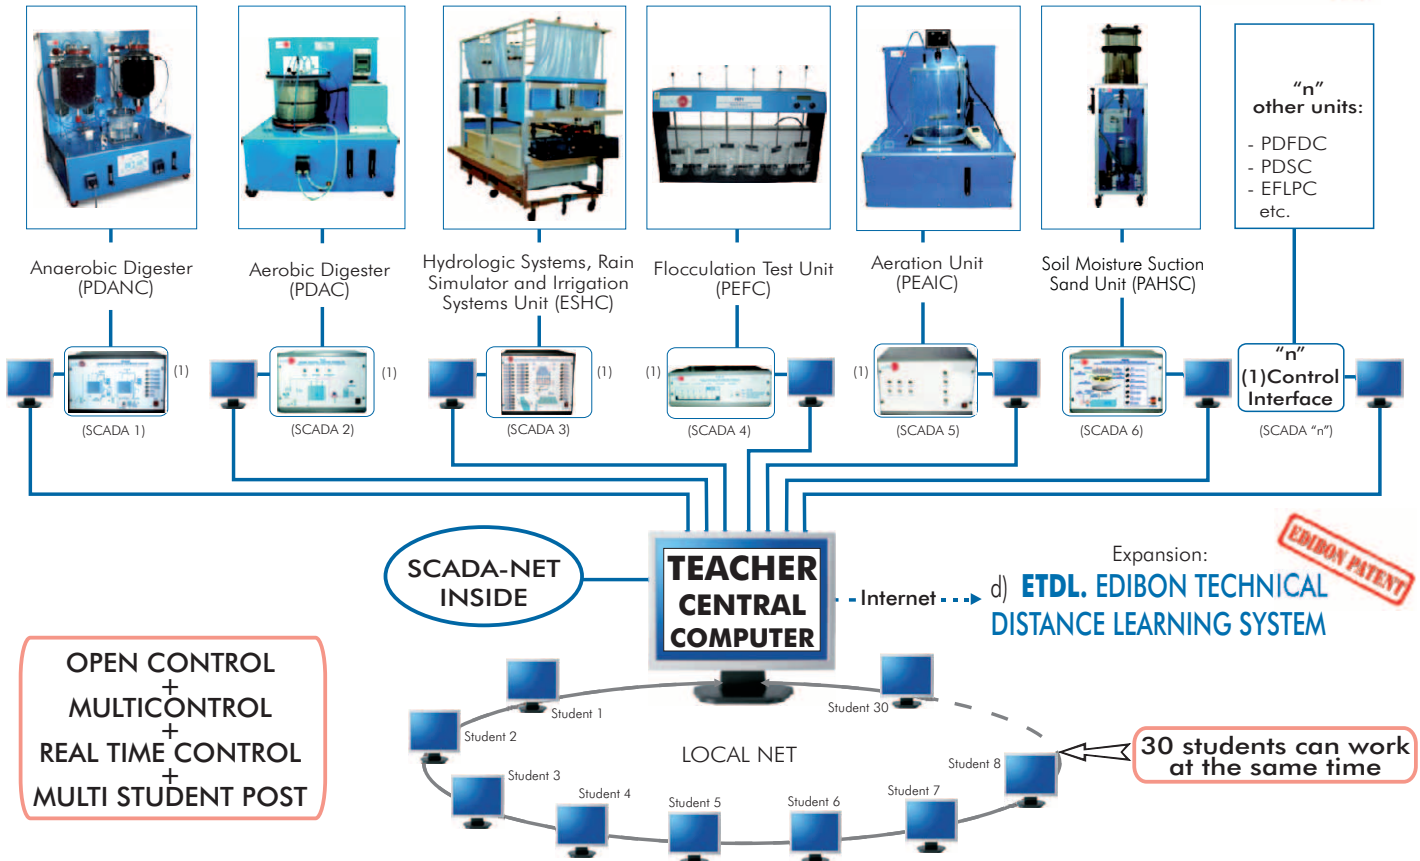 “n”
other units:
- PDFDC
- PDSC
- EFLPC
etc.
Anaerobic Digester
(PDANC)
Aerobic Digester
(PDAC)
Hydrologic Systems, Rain
Simulator and Irrigation
Systems Unit (ESHC)
Flocculation Test Unit
(PEFC)
Aeration Unit
(PEAIC)
Soil Moisture Suction
Sand Unit (PAHSC)
(1)
(1)
(1)
(1)
(1)
“n”
(1)Control
Interface
(SCADA 1)
(SCADA 2)
(SCADA 3)
(SCADA 4)
(SCADA 5)
(SCADA 6)
(SCADA “n”)
SCADA-NET
INSIDE
TEACHER
CENTRAL
COMPUTER
Internet
Expansion:
d) ETDL. EDIBON TECHNICAL
DISTANCE LEARNING SYSTEM
EDIBON PATENT
OPEN CONTROL
+
MULTICONTROL
+
REAL TIME CONTROL
+
MULTI STUDENT POST
Student 1
Student 2
Student 3
Student 4
Student 5
Student 6
Student 7
Student 8
Student 30
LOCAL NET
30 students can work
at the same time